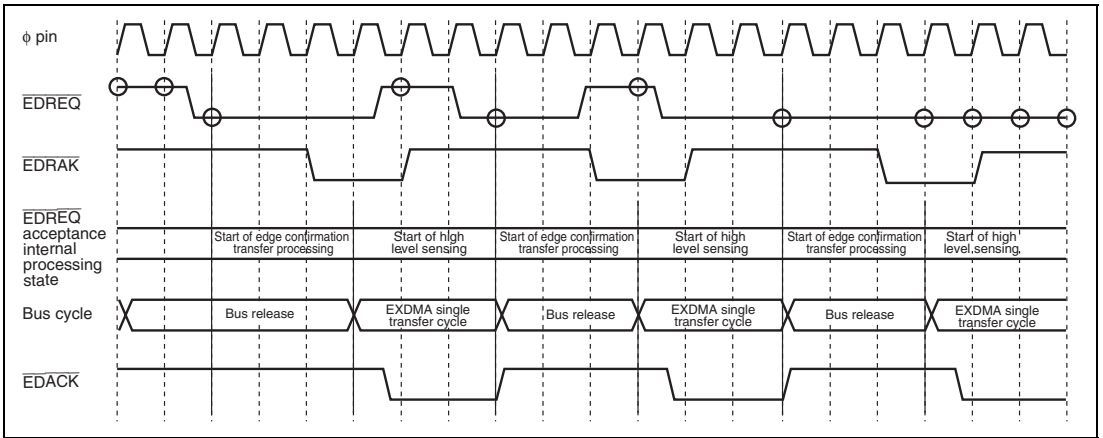 φ pin
EDREQ
EDRAK
EDREQ
acceptance
internal
processing
state
Start of edge confirmation
transfer processing
Start of high
level sensing
Start of edge confirmation
transfer processing
Start of high
level sensing
Start of edge confirmation
transfer processing
Start of high
level sensing
Bus cycle
Bus release
EXDMA single
transfer cycle
Bus release
EXDMA single
transfer cycle
Bus release
EXDMA single
transfer cycle
EDACK